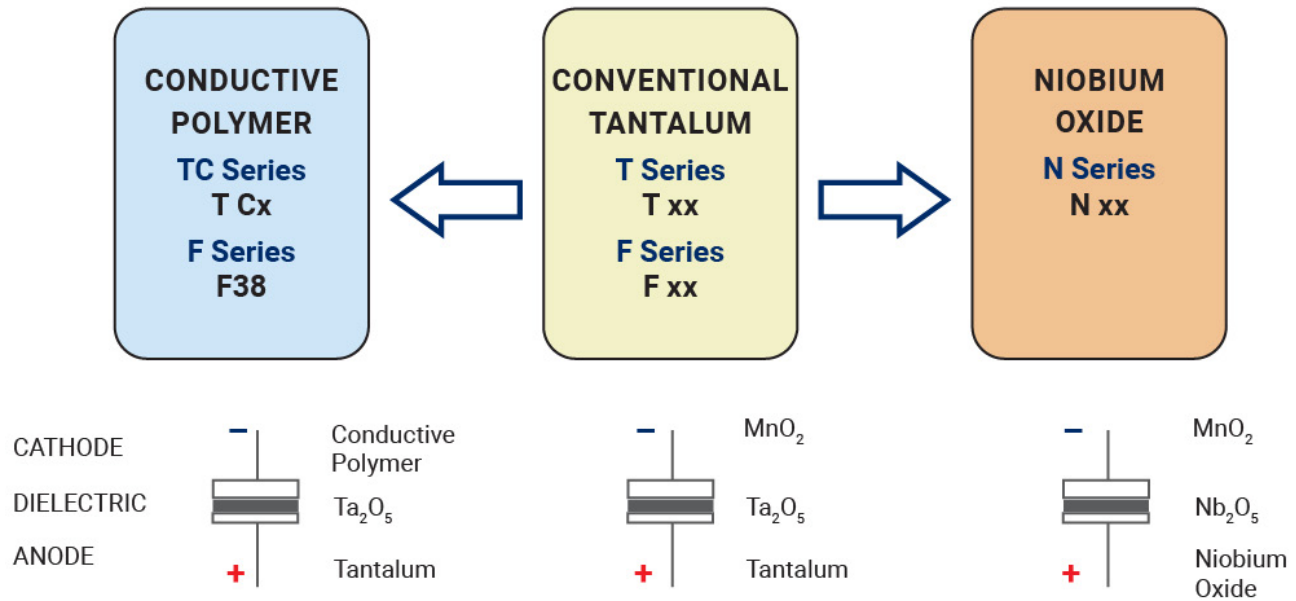 CONDUCTIVE
POLYMER
TC Series
T Cx
F Series
F38
CONVENTIONAL
TANTALUM
T Series
T xx
F Series
F xx
NIOBIUM
OXIDE
N Series
N xx
CATHODE
DIELECTRIC
ANODE
−
Conductive
Polymer
Ta₂O₅
+
Tantalum
−
MnO₂
Ta₂O₅
+
Tantalum
−
MnO₂
Nb₂O₅
+
Niobium
Oxide